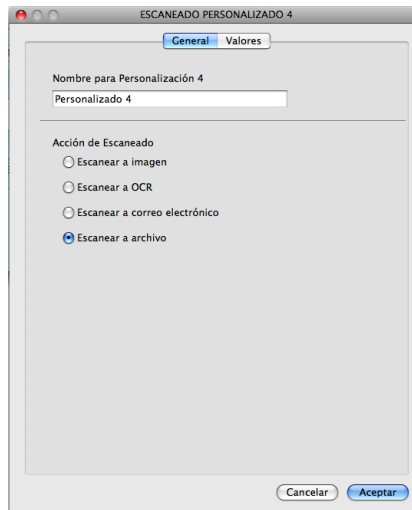 ESCANEADO PERSONALIZADO 4
General Valores
Nombre para Personalización 4
Personalizado 4
Acción de Escaneado
Escanear a imagen
Escanear a OCR
Escanear a correo electrónico
Escanear a archivo
Cancelar Aceptar